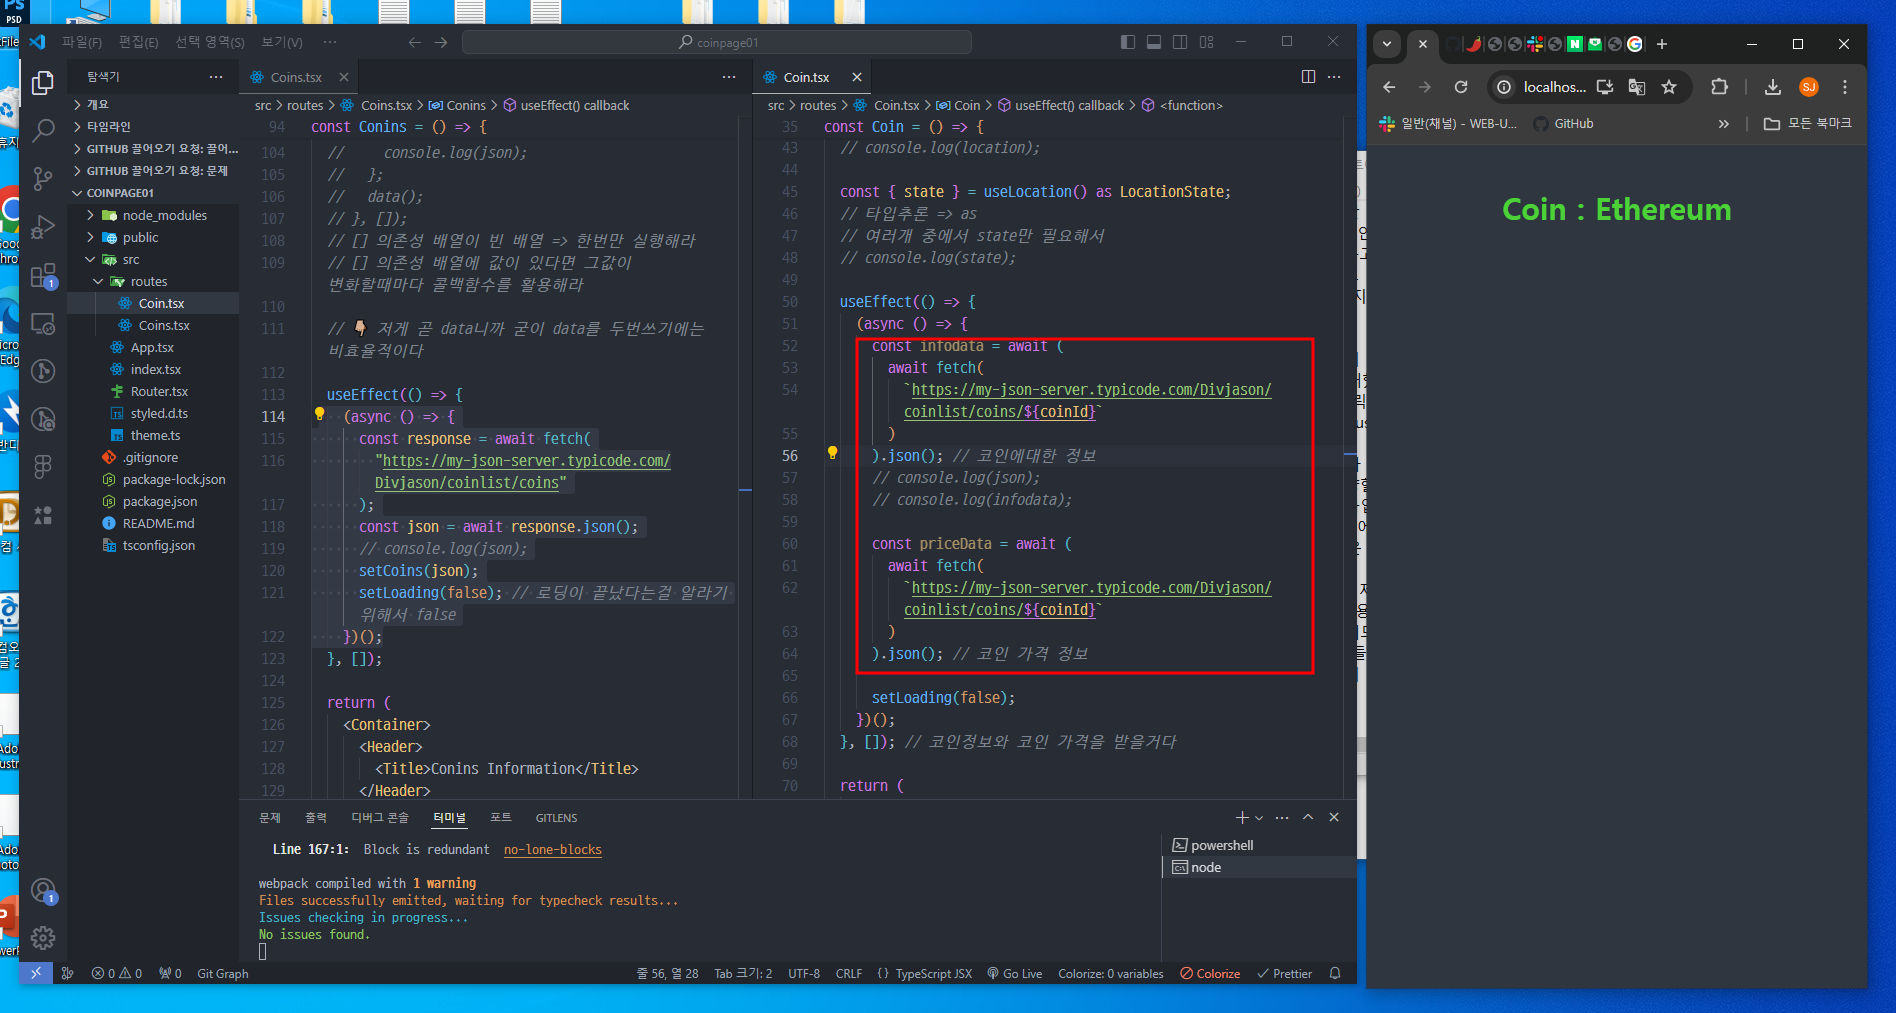 파일(F) 편집(E) 선택 영역(S) 보기(V) ··· coinpage01
탐색기 ···
개요
타임라인
GITHUB 끌어오기 요청: 끌어...
GITHUB 끌어오기 요청: 문제
COINPAGE01
node_modules
public
src
routes
Coin.tsx
Coins.tsx
App.tsx
index.tsx
Router.tsx
styled.d.ts
theme.ts
.gitignore
package-lock.json
package.json
README.md
tsconfig.json
Coins.tsx
src > routes > Coins.tsx > Conins > useEffect() callback
94 const Conins = () => {
104 //     console.log(json);
105 //   };
106 //   data();
107 // }, []);
108 // [] 의존성 배열이 빈 배열 => 한번만 실행해라
109 // [] 의존성 배열에 값이 있다면 그값이
변화할때마다 콜백함수를 활용해라
110
111 // 👇 저게 곧 data니까 굳이 data를 두번쓰기에는
비효율적이다
112
113 useEffect(() => {
114 (async () => {
115 const response = await fetch(
116 "https://my-json-server.typicode.com/
Divjason/coinlist/coins"
117 );
118 const json = await response.json();
119 // console.log(json);
120 setCoins(json);
121 setLoading(false); // 로딩이 끝났다는걸 알라기
위해서 false
122 })();
123 }, []);
124
125 return (
126 <Container>
127 <Header>
128 <Title>Conins Information</Title>
129 </Header>
Coin.tsx
src > routes > Coin.tsx > Coin > useEffect() callback > <function>
35 const Coin = () => {
43 // console.log(location);
44
45 const { state } = useLocation() as LocationState;
46 // 타입추론 => as
47 // 여러개 중에서 state만 필요해서
48 // console.log(state);
49
50 useEffect(() => {
51 (async () => {
52 const infodata = await (
53 await fetch(
54 `https://my-json-server.typicode.com/Divjason/
coinlist/coins/${coinId}`
55 )
56 ).json(); // 코인에대한 정보
57 // console.log(json);
58 // console.log(infodata);
59
60 const priceData = await (
61 await fetch(
62 `https://my-json-server.typicode.com/Divjason/
coinlist/coins/${coinId}`
63 )
64 ).json(); // 코인 가격 정보
65
66 setLoading(false);
67 })();
68 }, []); // 코인정보와 코인 가격을 받을거다
69
70 return (
문제 출력 디버그 콘솔 터미널 포트 GITLENS
Line 167:1:  Block is redundant  no-lone-blocks
webpack compiled with 1 warning
Files successfully emitted, waiting for typecheck results...
Issues checking in progress...
No issues found.
powershell
node
0 0 0 Git Graph 줄 56, 열 28 Tab 크기: 2 UTF-8 CRLF {} TypeScript JSX Go Live Colorize: 0 variables Colorize Prettier
localhos... SJ
일반(채널) - WEB-U... GitHub » 모든 북마크
Coin : Ethereum